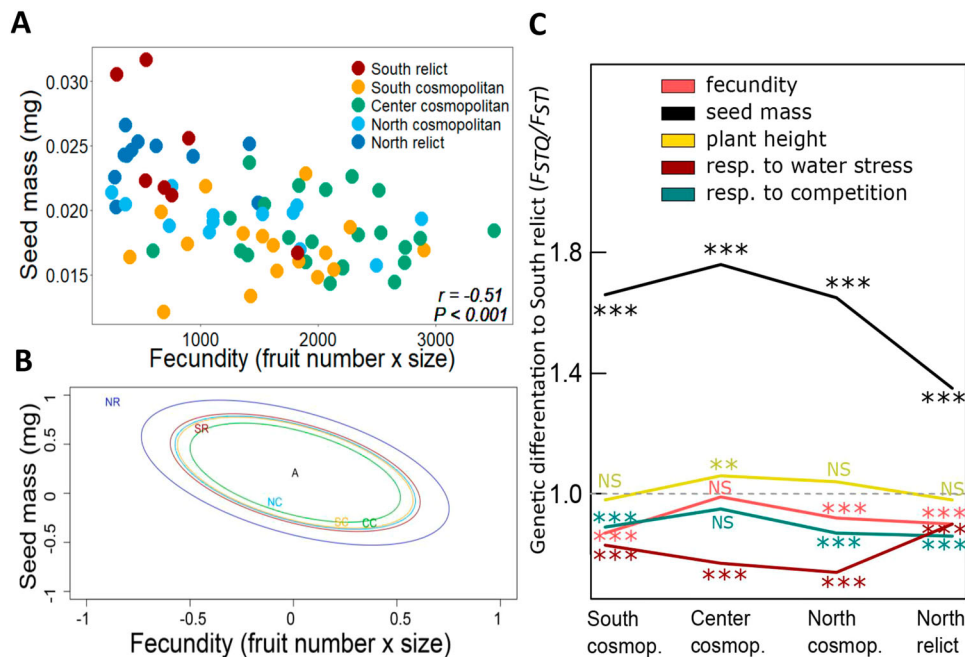 A
Seed mass (mg)
0.030
0.025
0.020
0.015
South relict
South cosmopolitan
Center cosmopolitan
North cosmopolitan
North relict
r = -0.51
P < 0.001
1000 2000 3000
Fecundity (fruit number x size)
B
Seed mass (mg)
1
0.5
0
-1
NR
SR
A
NC
SC
CC
-1 -0.5 0 0.5 1
Fecundity (fruit number x size)
C
Genetic differentation to South relict (FSTQ/FST)
1.8
1.4
1.0
fecundity
seed mass
plant height
resp. to water stress
resp. to competition
*** *** *** ***
NS ** NS NS
*** NS *** ***
*** NS *** ***
*** *** *** ***
South cosmop.
Center cosmop.
North cosmop.
North relict